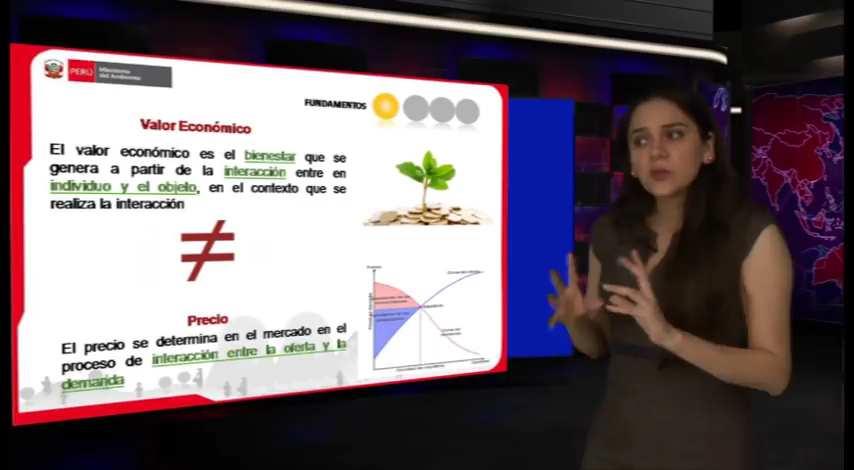 PERÚ
Ministerio
del Ambiente
FUNDAMENTOS
Valor Económico
El valor económico es el bienestar que se
genera a partir de la interacción entre en
individuo y el objeto, en el contexto que se
realiza la interacción
≠
Precio
El precio se determina en el mercado en el
proceso de interacción entre la oferta y la
demanda